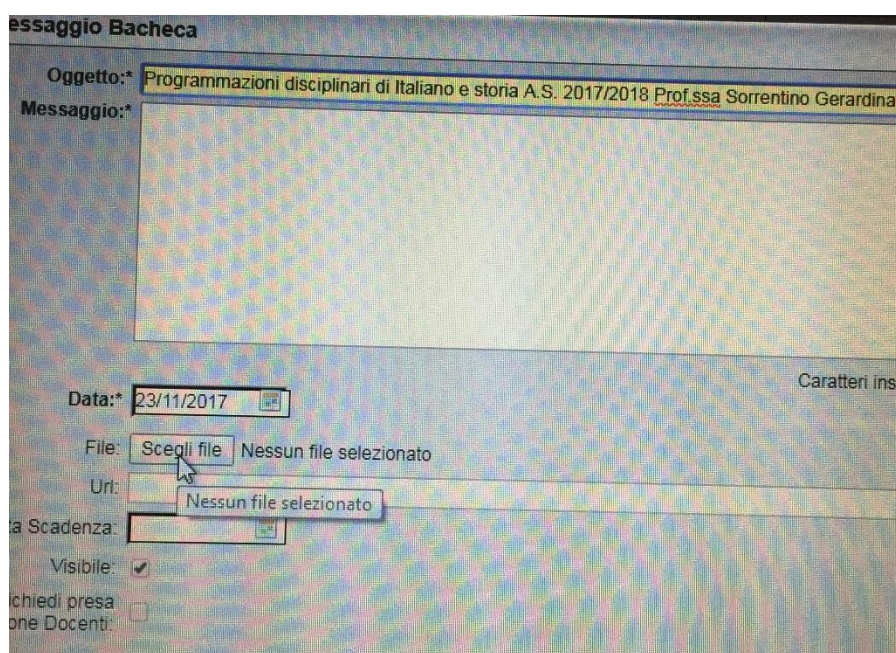 essaggio Bacheca
Oggetto:* Programmazioni disciplinari di Italiano e storia A.S. 2017/2018 Prof.ssa Sorrentino Gerardina
Messaggio:*
Caratteri ins
Data:* 23/11/2017
File: Scegli file Nessun file selezionato
Url:
Nessun file selezionato
ta Scadenza:
Visibile:
ichiedi presa
one Docenti: